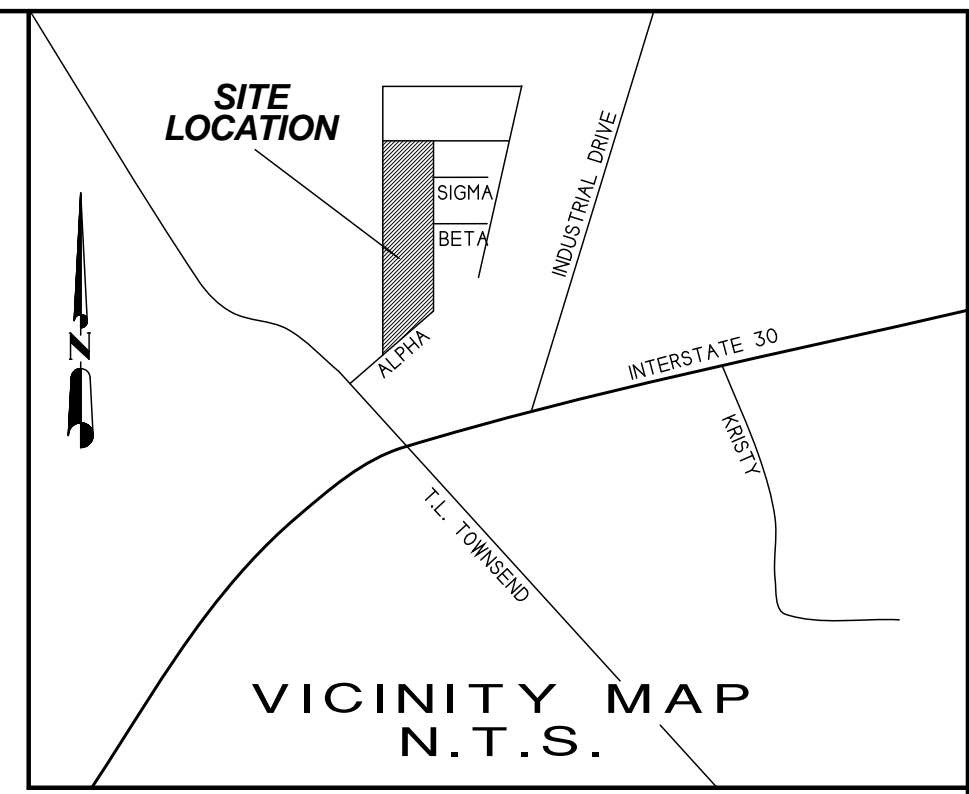 SITE
LOCATION
INDUSTRIAL DRIVE
SIGMA
BETA
N
ALPHA
INTERSTATE 30
KRISTY
T.L. TOWNSEND
VICINITY MAP
N.T.S.